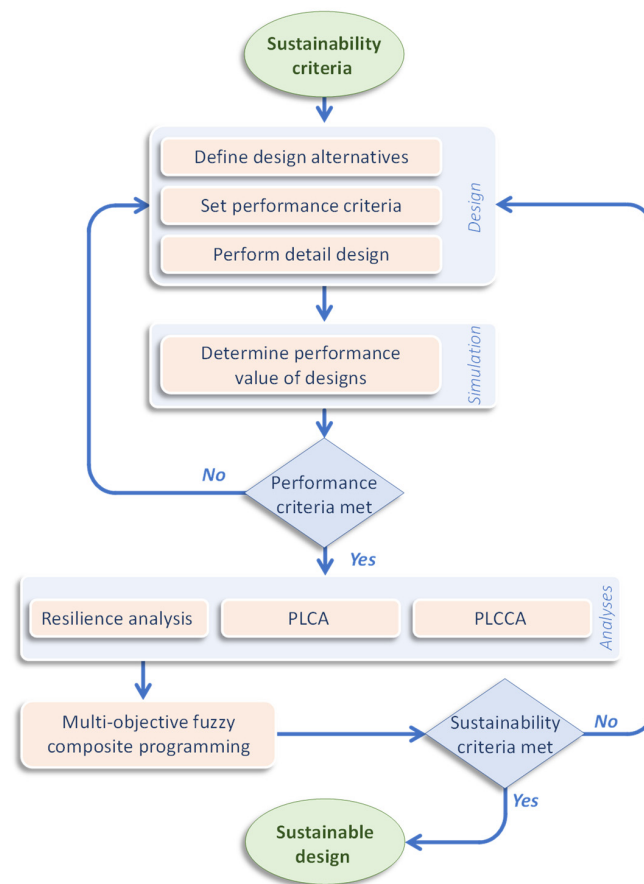 Sustainability
criteria
Define design alternatives
Set performance criteria
Perform detail design
Design
Determine performance
value of designs
Simulation
No
Performance
criteria met
Yes
Resilience analysis
PLCA
PLCCA
Analyses
Multi-objective fuzzy
composite programming
Sustainability
criteria met
No
Yes
Sustainable
design